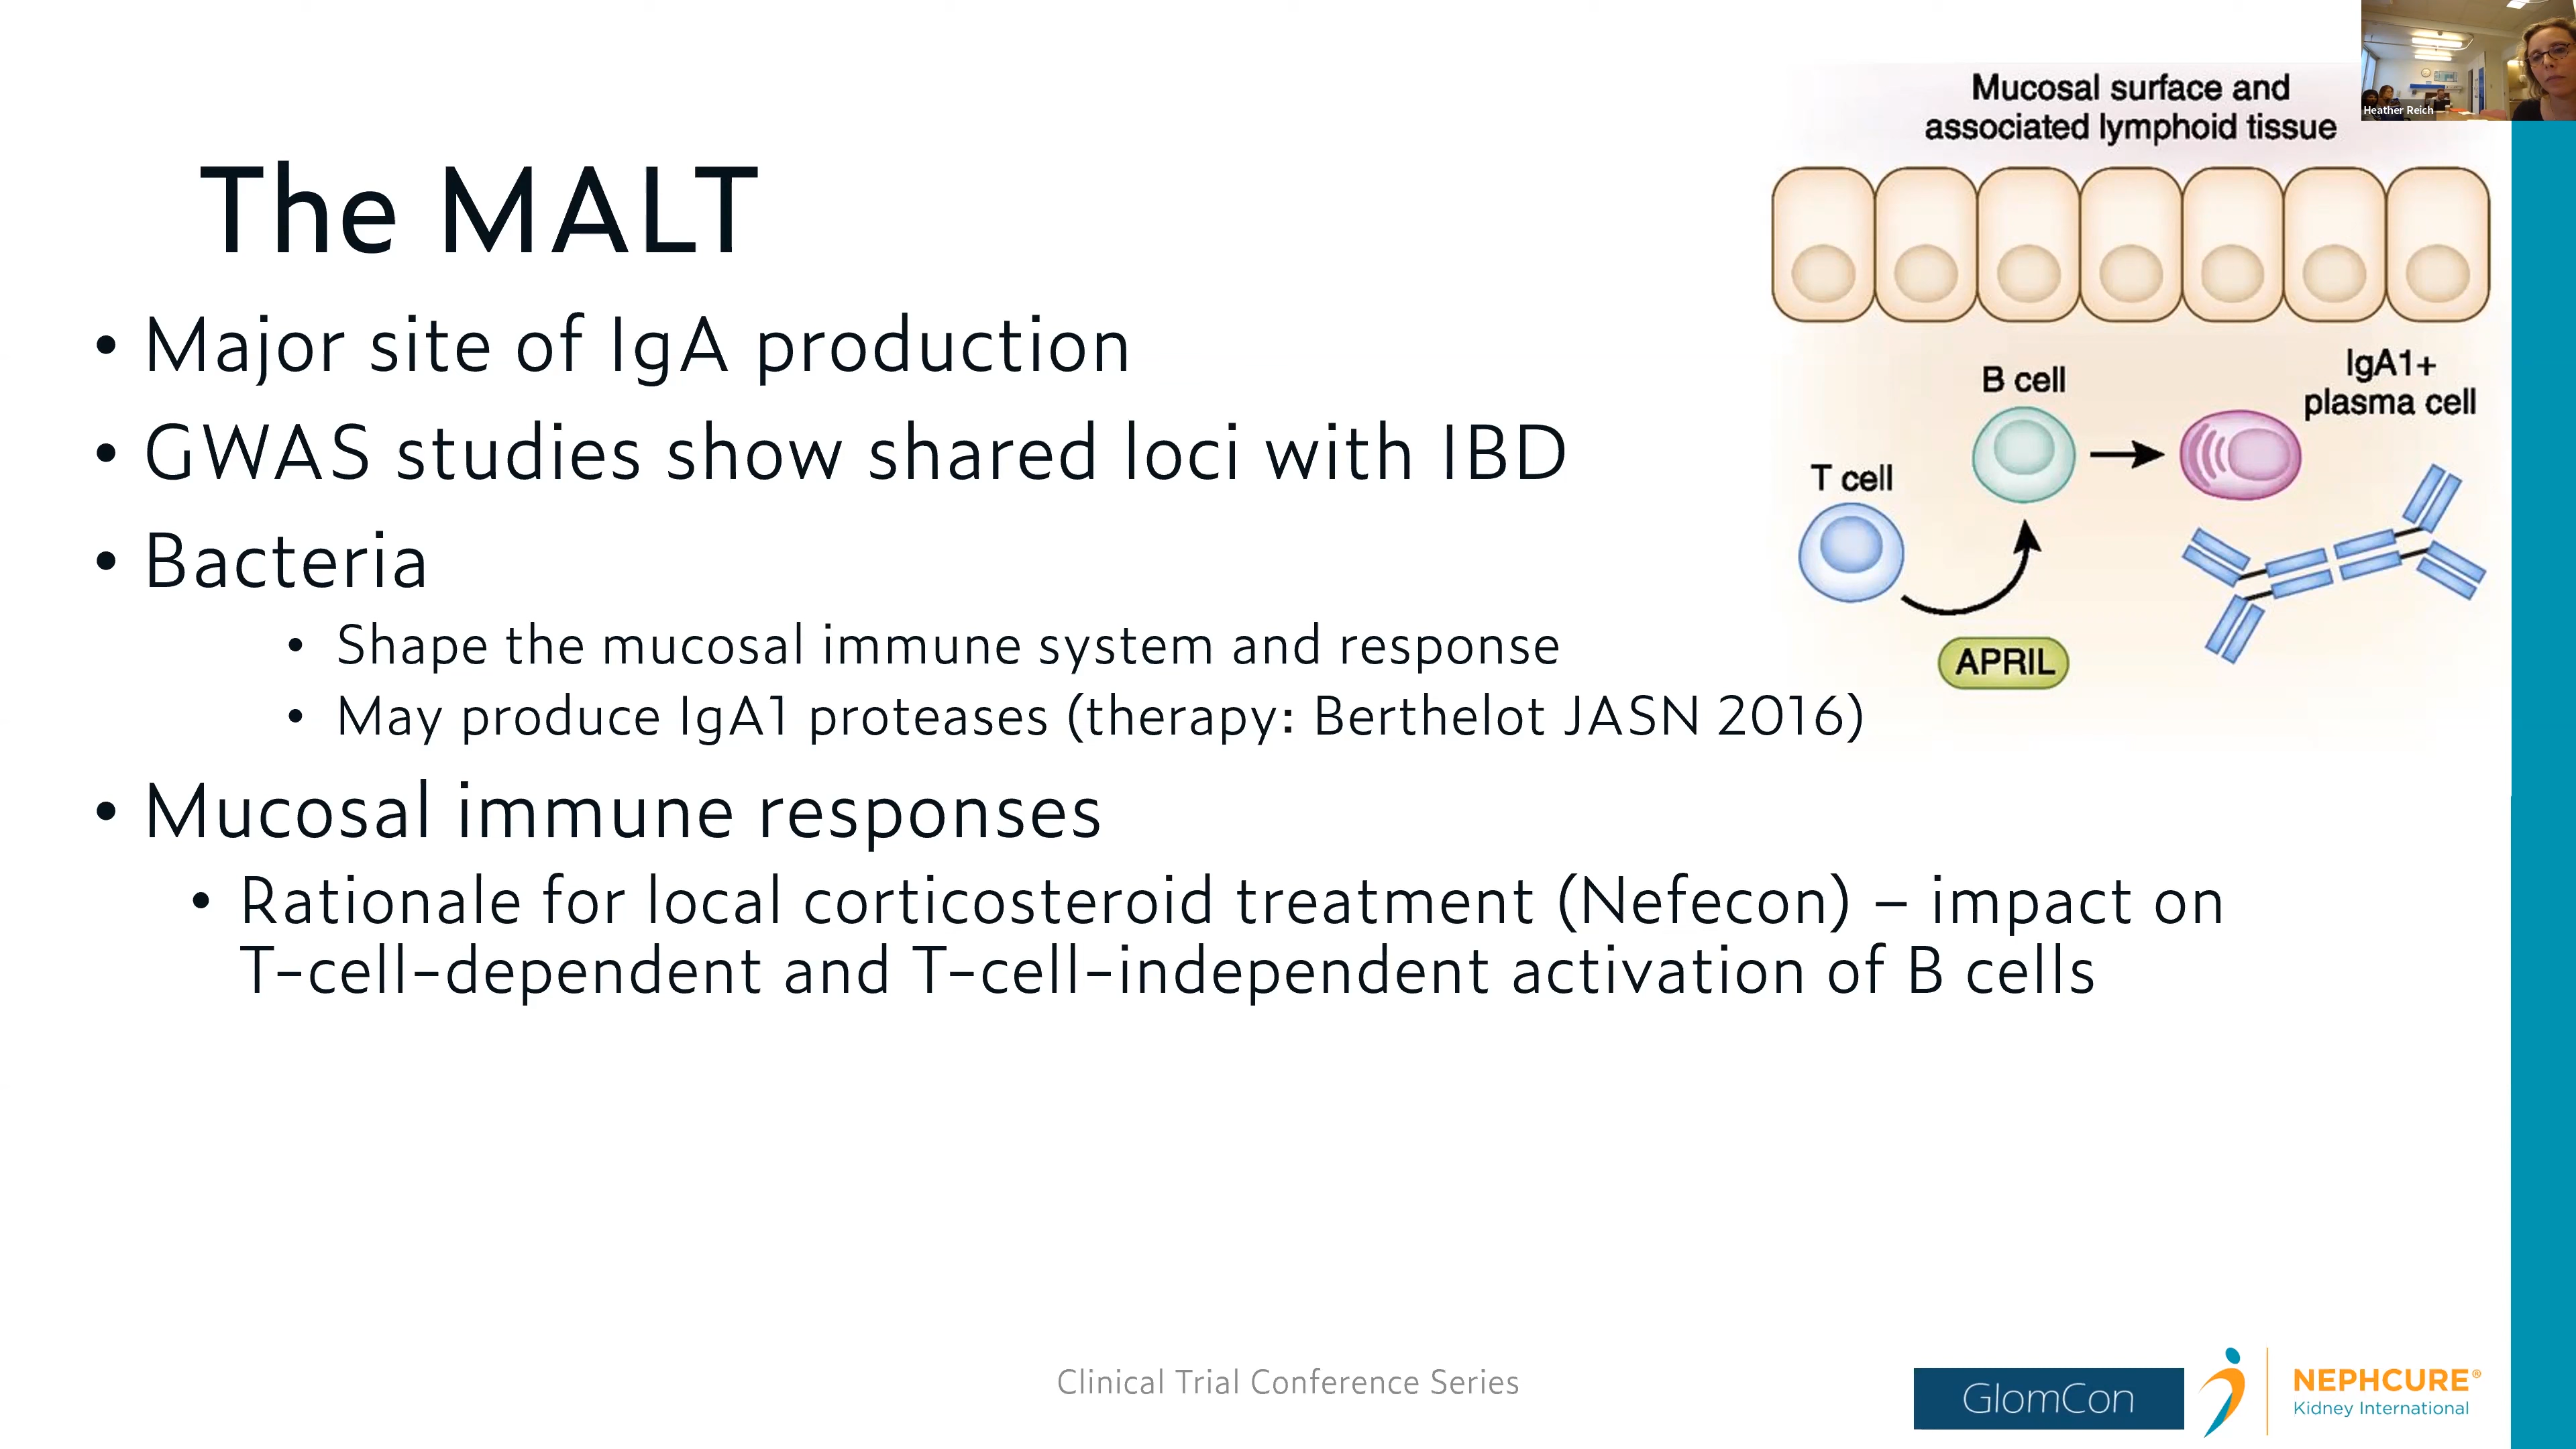 The MALT
• Major site of IgA production
• GWAS studies show shared loci with IBD
• Bacteria
• Shape the mucosal immune system and response
• May produce IgA1 proteases (therapy: Berthelot JASN 2016)
• Mucosal immune responses
• Rationale for local corticosteroid treatment (Nefecon) – impact on
T-cell-dependent and T-cell-independent activation of B cells
Mucosal surface and
associated lymphoid tissue
B cell
IgA1+
plasma cell
T cell
APRIL
Heather Reich
Clinical Trial Conference Series
GlomCon
NEPHCURE®
Kidney International